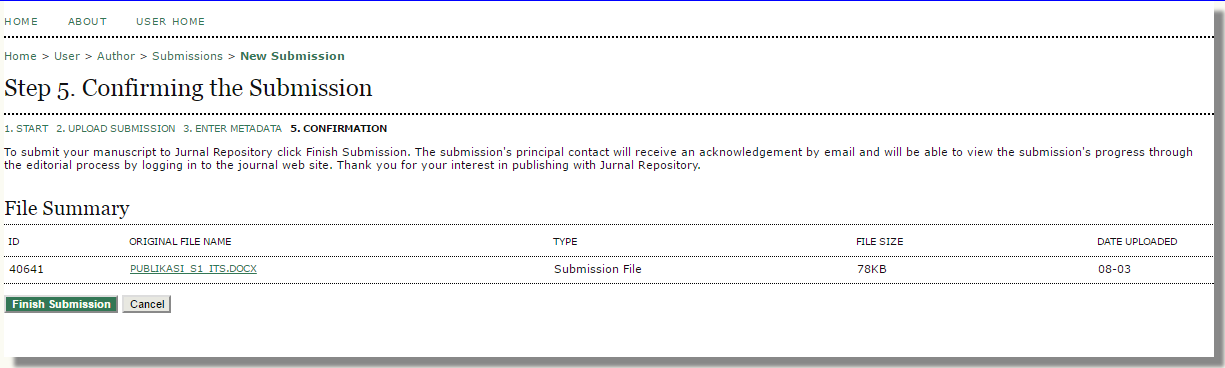 HOME ABOUT USER HOME
Home > User > Author > Submissions > New Submission
Step 5. Confirming the Submission
1. START 2. UPLOAD SUBMISSION 3. ENTER METADATA 5. CONFIRMATION
To submit your manuscript to Jurnal Repository click Finish Submission. The submission's principal contact will receive an acknowledgement by email and will be able to view the submission's progress through
the editorial process by logging in to the journal web site. Thank you for your interest in publishing with Jurnal Repository.
File Summary
ID ORIGINAL FILE NAME TYPE FILE SIZE DATE UPLOADED
40641 PUBLIKASI S1 ITS.DOCX Submission File 78KB 08-03
Finish Submission Cancel